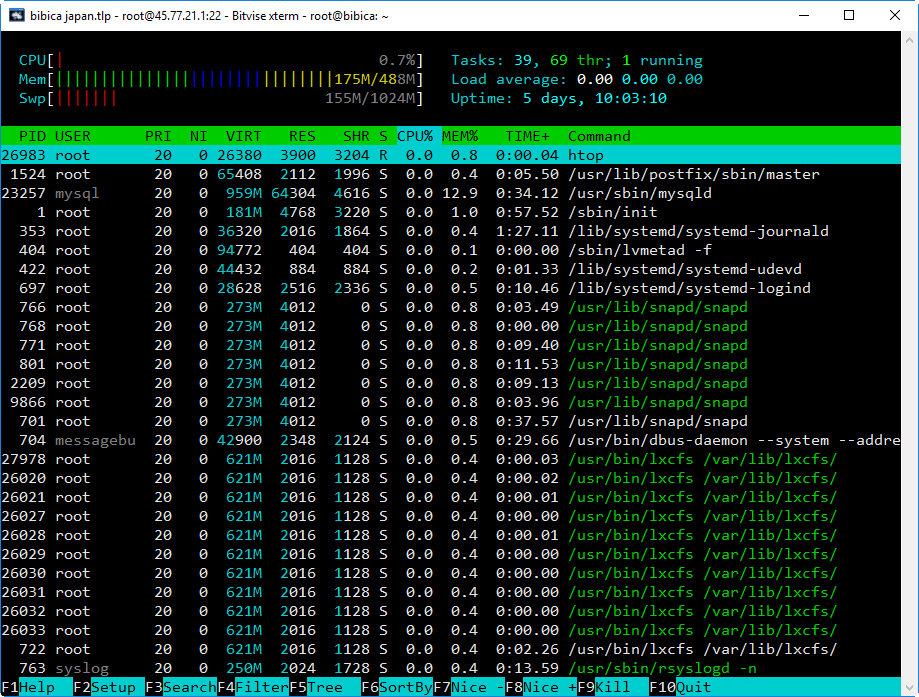 bibica japan.tlp - root@45.77.21.1:22 - Bitvise xterm - root@bibica: ~
CPU[| 0.7%] Tasks: 39, 69 thr; 1 running
Mem[|||||||||||||||||||||||||||||||175M/488M] Load average: 0.00 0.00 0.00
Swp[||||||| 155M/1024M] Uptime: 5 days, 10:03:10
PID USER PRI NI VIRT RES SHR S CPU% MEM% TIME+ Command
26983 root 20 0 26380 3900 3204 R 0.0 0.8 0:00.04 htop
1524 root 20 0 65408 2112 1996 S 0.0 0.4 0:05.50 /usr/lib/postfix/sbin/master
23257 mysql 20 0 959M 64304 4616 S 0.0 12.9 0:34.12 /usr/sbin/mysqld
1 root 20 0 181M 4768 3220 S 0.0 1.0 0:57.52 /sbin/init
353 root 20 0 36320 2016 1864 S 0.0 0.4 1:27.11 /lib/systemd/systemd-journald
404 root 20 0 94772 404 404 S 0.0 0.1 0:00.00 /sbin/lvmetad -f
422 root 20 0 44432 884 884 S 0.0 0.2 0:01.33 /lib/systemd/systemd-udevd
697 root 20 0 28628 2516 2336 S 0.0 0.5 0:10.46 /lib/systemd/systemd-logind
766 root 20 0 273M 4012 0 S 0.0 0.8 0:03.49 /usr/lib/snapd/snapd
768 root 20 0 273M 4012 0 S 0.0 0.8 0:00.00 /usr/lib/snapd/snapd
771 root 20 0 273M 4012 0 S 0.0 0.8 0:09.40 /usr/lib/snapd/snapd
801 root 20 0 273M 4012 0 S 0.0 0.8 0:11.53 /usr/lib/snapd/snapd
2209 root 20 0 273M 4012 0 S 0.0 0.8 0:09.13 /usr/lib/snapd/snapd
9866 root 20 0 273M 4012 0 S 0.0 0.8 0:03.96 /usr/lib/snapd/snapd
701 root 20 0 273M 4012 0 S 0.0 0.8 0:37.57 /usr/lib/snapd/snapd
704 messagebu 20 0 42900 2348 2124 S 0.0 0.5 0:29.66 /usr/bin/dbus-daemon --system --addre
27978 root 20 0 621M 2016 1128 S 0.0 0.4 0:00.03 /usr/bin/lxcfs /var/lib/lxcfs/
26020 root 20 0 621M 2016 1128 S 0.0 0.4 0:00.02 /usr/bin/lxcfs /var/lib/lxcfs/
26021 root 20 0 621M 2016 1128 S 0.0 0.4 0:00.01 /usr/bin/lxcfs /var/lib/lxcfs/
26027 root 20 0 621M 2016 1128 S 0.0 0.4 0:00.00 /usr/bin/lxcfs /var/lib/lxcfs/
26028 root 20 0 621M 2016 1128 S 0.0 0.4 0:00.01 /usr/bin/lxcfs /var/lib/lxcfs/
26029 root 20 0 621M 2016 1128 S 0.0 0.4 0:00.00 /usr/bin/lxcfs /var/lib/lxcfs/
26030 root 20 0 621M 2016 1128 S 0.0 0.4 0:00.00 /usr/bin/lxcfs /var/lib/lxcfs/
26031 root 20 0 621M 2016 1128 S 0.0 0.4 0:00.00 /usr/bin/lxcfs /var/lib/lxcfs/
26032 root 20 0 621M 2016 1128 S 0.0 0.4 0:00.00 /usr/bin/lxcfs /var/lib/lxcfs/
26033 root 20 0 621M 2016 1128 S 0.0 0.4 0:00.00 /usr/bin/lxcfs /var/lib/lxcfs/
722 root 20 0 621M 2016 1128 S 0.0 0.4 0:02.26 /usr/bin/lxcfs /var/lib/lxcfs/
763 syslog 20 0 250M 2024 1728 S 0.0 0.4 0:13.59 /usr/sbin/rsyslogd -n
F1Help F2Setup F3SearchF4FilterF5Tree F6SortByF7Nice -F8Nice +F9Kill F10Quit